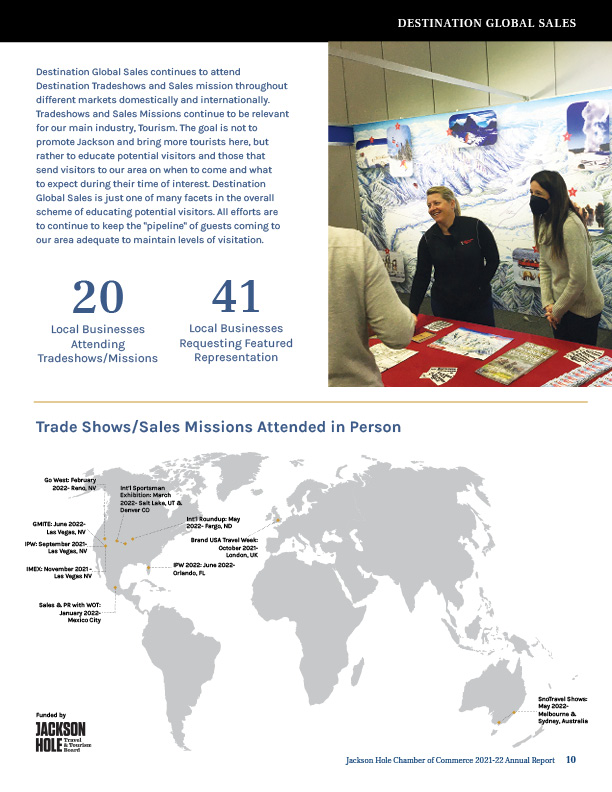 DESTINATION GLOBAL SALES
Destination Global Sales continues to attend
Destination Tradeshows and Sales mission throughout
different markets domestically and internationally.
Tradeshows and Sales Missions continue to be relevant
for our main industry, Tourism. The goal is not to
promote Jackson and bring more tourists here, but
rather to educate potential visitors and those that
send visitors to our area on when to come and what
to expect during their time of interest. Destination
Global Sales is just one of many facets in the overall
scheme of educating potential visitors. All efforts are
to continue to keep the "pipeline" of guests coming to
our area adequate to maintain levels of visitation.
20
Local Businesses
Attending
Tradeshows/Missions
41
Local Businesses
Requesting Featured
Representation
Trade Shows/Sales Missions Attended in Person
Go West: February
2022- Reno, NV
Int'l Sportsman
Exhibition: March
2022- Salt Lake, UT &
Denver CO
GMITE: June 2022-
Las Vegas, NV
IPW: September 2021-
Las Vegas, NV
IMEX: November 2021 -
Las Vegas NV
Int'l Roundup: May
2022- Fargo, ND
Brand USA Travel Week:
October 2021-
London, UK
IPW 2022: June 2022-
Orlando, FL
Sales & PR with WOT:
January 2022-
Mexico City
SnoTravel Shows:
May 2022-
Melbourne &
Sydney, Australia
Funded by
JACKSON
HOLE Travel
& Tourism
Board
Jackson Hole Chamber of Commerce 2021-22 Annual Report 10